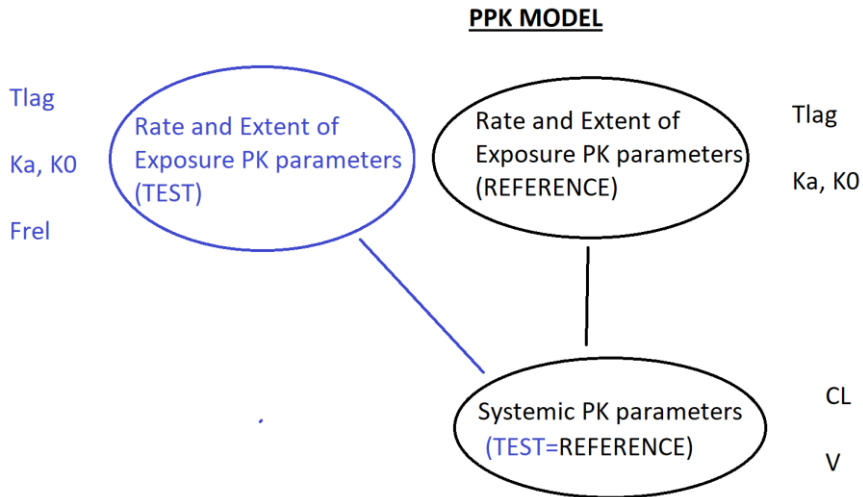 PPK MODEL
Tlag
Ka, K0
Frel
Rate and Extent of
Exposure PK parameters
(TEST)
Rate and Extent of
Exposure PK parameters
(REFERENCE)
Tlag
Ka, K0
Systemic PK parameters
(TEST=REFERENCE)
CL
V